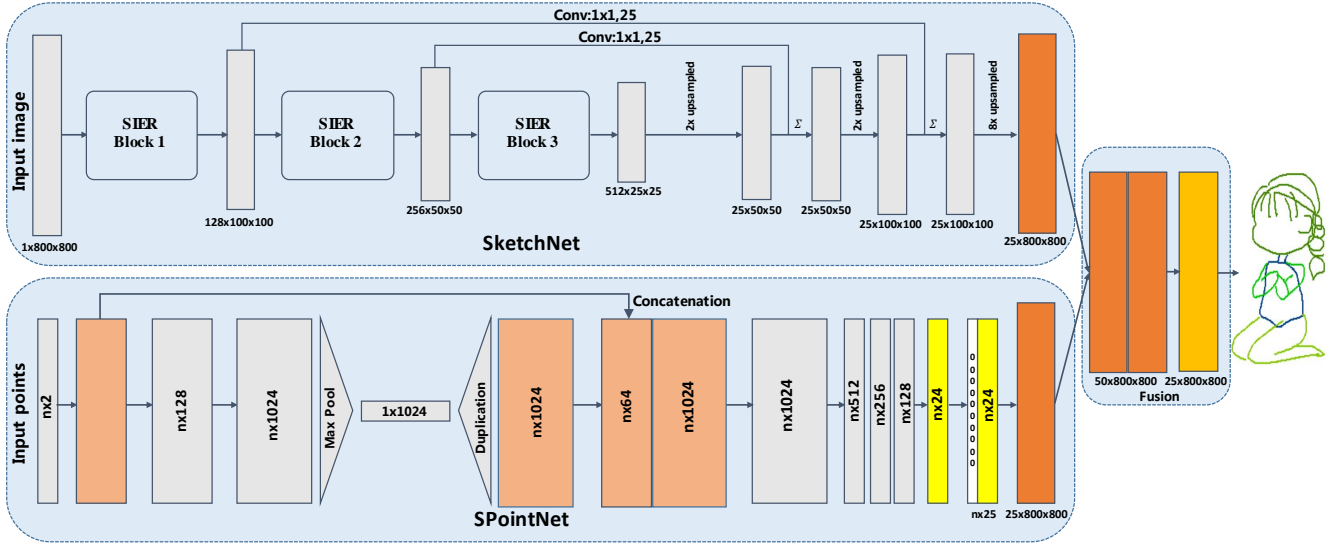 Conv:1x1,25
Conv:1x1,25
Input image
SIER
Block 1
SIER
Block 2
SIER
Block 3
2x upsampled
Σ
2x upsampled
Σ
8x upsampled
1x800x800
128x100x100
256x50x50
512x25x25
25x50x50
25x50x50
25x100x100
25x100x100
25x800x800
SketchNet
Input points
nx2
nx128
nx1024
Max Pool
1x1024
Duplication
nx1024
Concatenation
nx64
nx1024
nx1024
nx512
nx256
nx128
nx24
0 0 0 0 0 0 0 0 0 0
nx24
nx25
25x800x800
SPointNet
50x800x800
25x800x800
Fusion